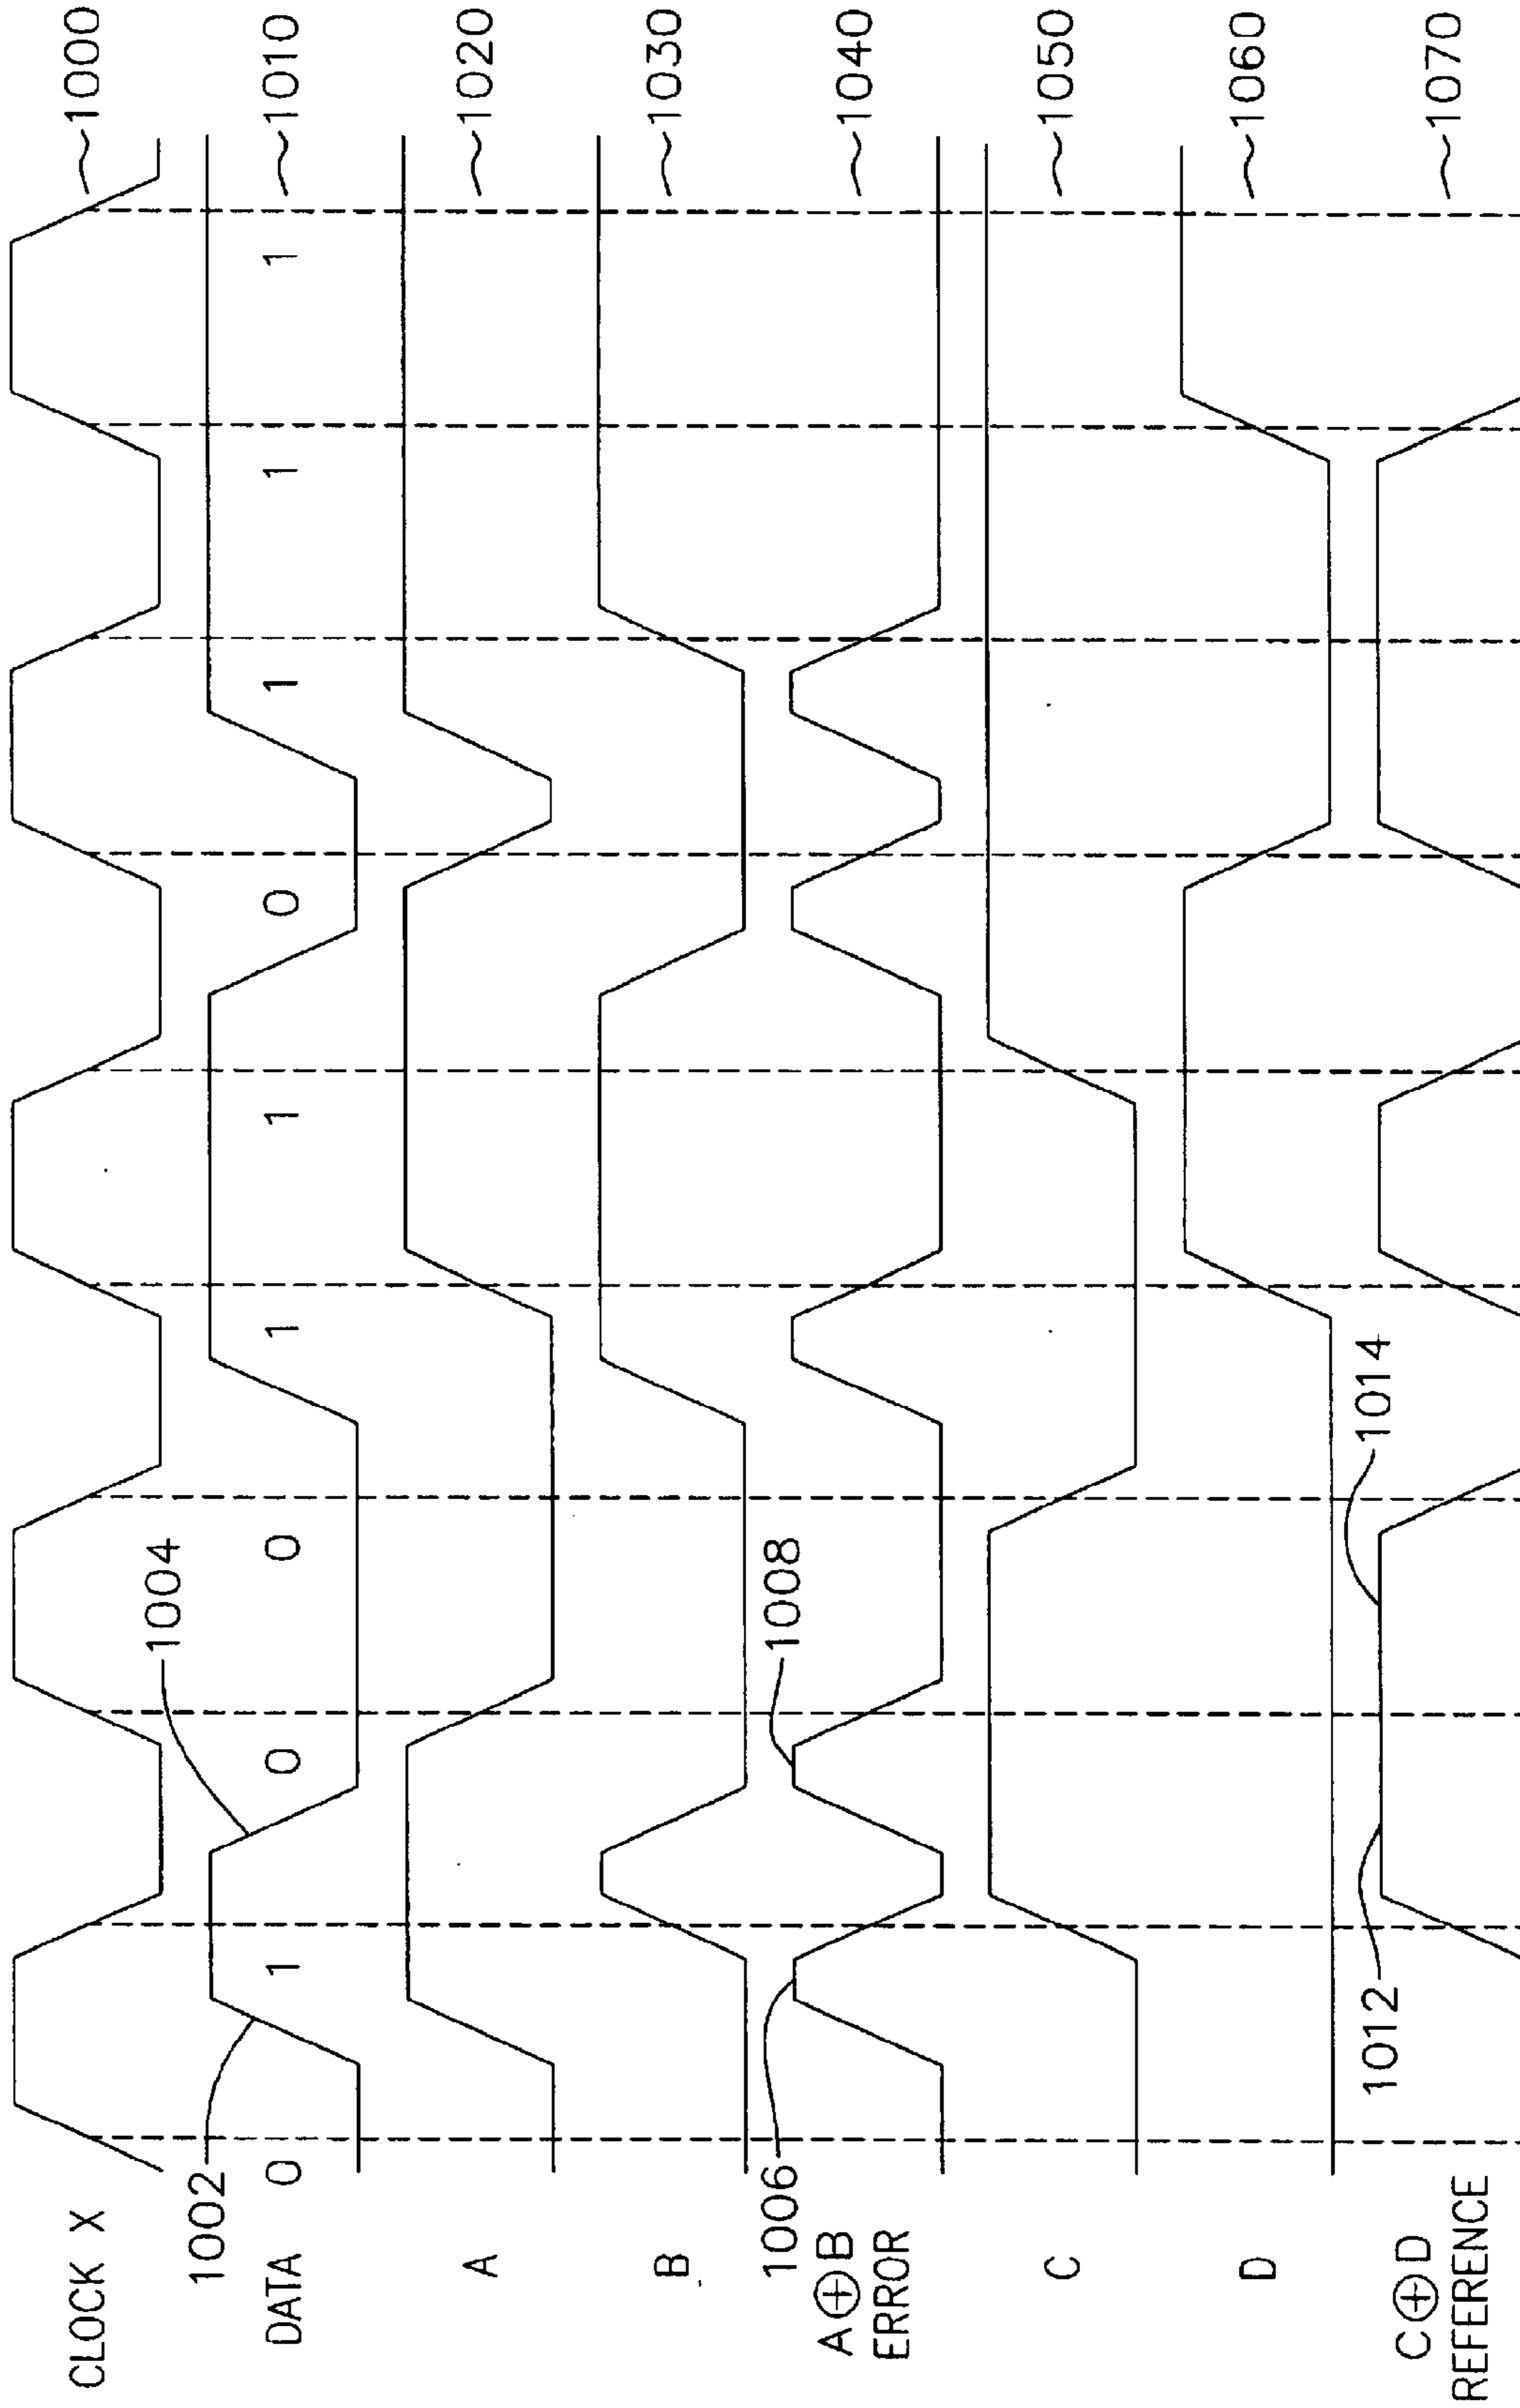 CLOCK X
1000
1002
1004
DATA 0 1 0 0 1 1 0 1 1 1
1010
A
1020
B
1030
1006
1008
A⊕B
ERROR
1040
C
1050
D
1060
1012
1014
C⊕D
REFERENCE
1070